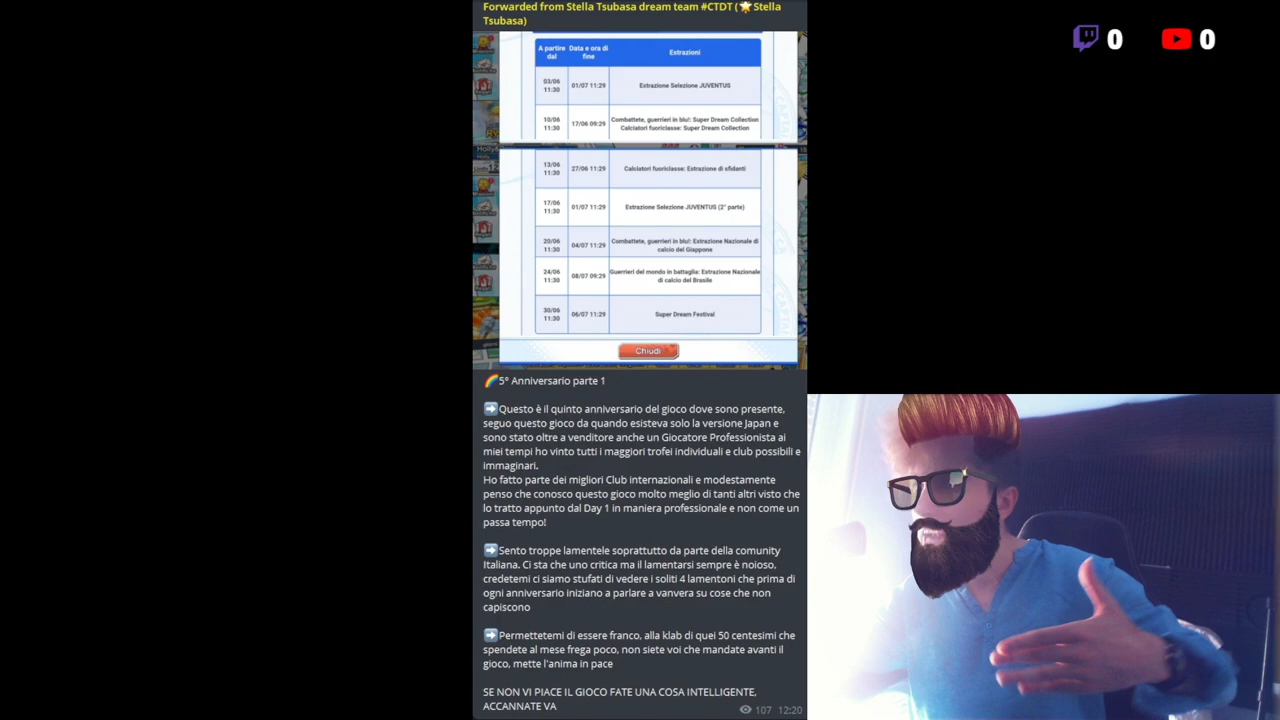 Forwarded from Stella Tsubasa dream team #CTDT (🌟Stella
Tsubasa)
0
0
A partire dal Data e ora di fine Estrazioni
03/06 11:30 01/07 11:29 Estrazione Selezione JUVENTUS
10/06 11:30 17/06 09:29 Combattete, guerrieri in blu!: Super Dream Collection
Calciatori fuoriclasse: Super Dream Collection
13/06 11:30 27/06 11:29 Calciatori fuoriclasse: Estrazione di sfidanti
17/06 11:30 01/07 11:29 Estrazione Selezione JUVENTUS (2° parte)
20/06 11:30 04/07 11:29 Combattete, guerrieri in blu!: Estrazione Nazionale di
calcio del Giappone
24/06 11:30 08/07 09:29 Guerrieri del mondo in battaglia: Estrazione Nazionale
di calcio del Brasile
30/06 11:30 06/07 11:29 Super Dream Festival
Chiudi
🌈5° Anniversario parte 1
➡️Questo è il quinto anniversario del gioco dove sono presente,
seguo questo gioco da quando esisteva solo la versione Japan e
sono stato oltre a venditore anche un Giocatore Professionista ai
miei tempi ho vinto tutti i maggiori trofei individuali e club possibili e
immaginari.
Ho fatto parte dei migliori Club internazionali e modestamente
penso che conosco questo gioco molto meglio di tanti altri visto che
lo tratto appunto dal Day 1 in maniera professionale e non come un
passa tempo!
➡️Sento troppe lamentele soprattutto da parte della comunity
Italiana. Ci sta che uno critica ma il lamentarsi sempre è noioso,
credetemi ci siamo stufati di vedere i soliti 4 lamentoni che prima di
ogni anniversario iniziano a parlare a vanvera su cose che non
capiscono
➡️Permettetemi di essere franco, alla klab di quei 50 centesimi che
spendete al mese frega poco, non siete voi che mandate avanti il
gioco, mette l'anima in pace
SE NON VI PIACE IL GIOCO FATE UNA COSA INTELLIGENTE,
ACCANNATE VA
107 12:20